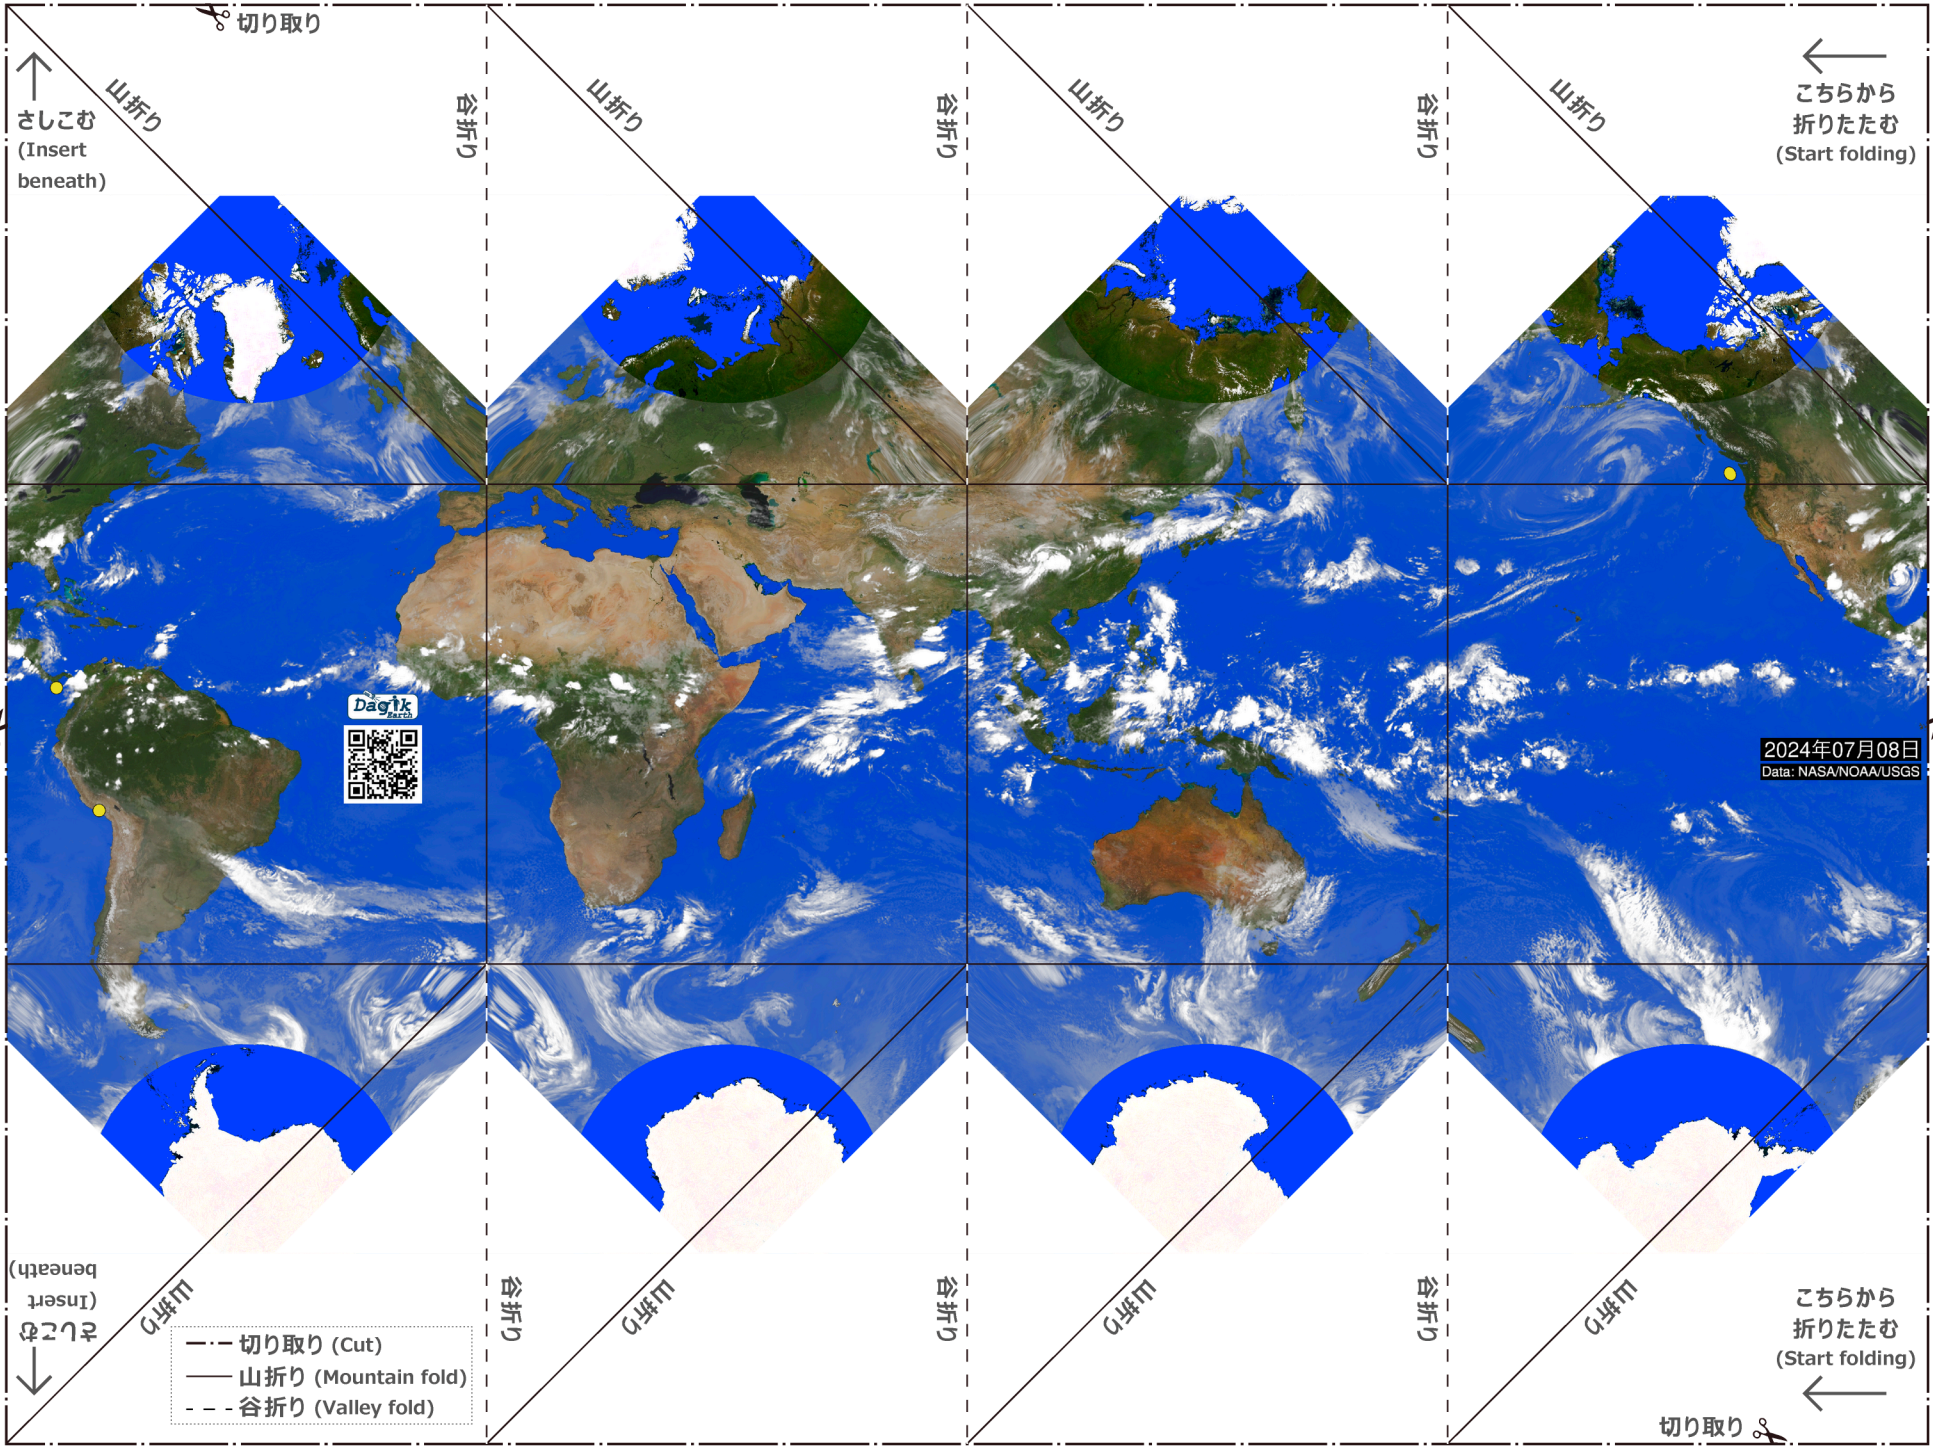 切り取り
山折り
谷折り
山折り
谷折り
山折り
谷折り
山折り
さしこむ
(Insert
beneath)
こちらから
折りたたむ
(Start folding)
Dagik
Earth
2024年07月08日
Data: NASA/NOAA/USGS
さしこむ
(Insert
beneath)
山折り
谷折り
山折り
谷折り
山折り
谷折り
山折り
こちらから
折りたたむ
(Start folding)
切り取り (Cut)
山折り (Mountain fold)
谷折り (Valley fold)
切り取り